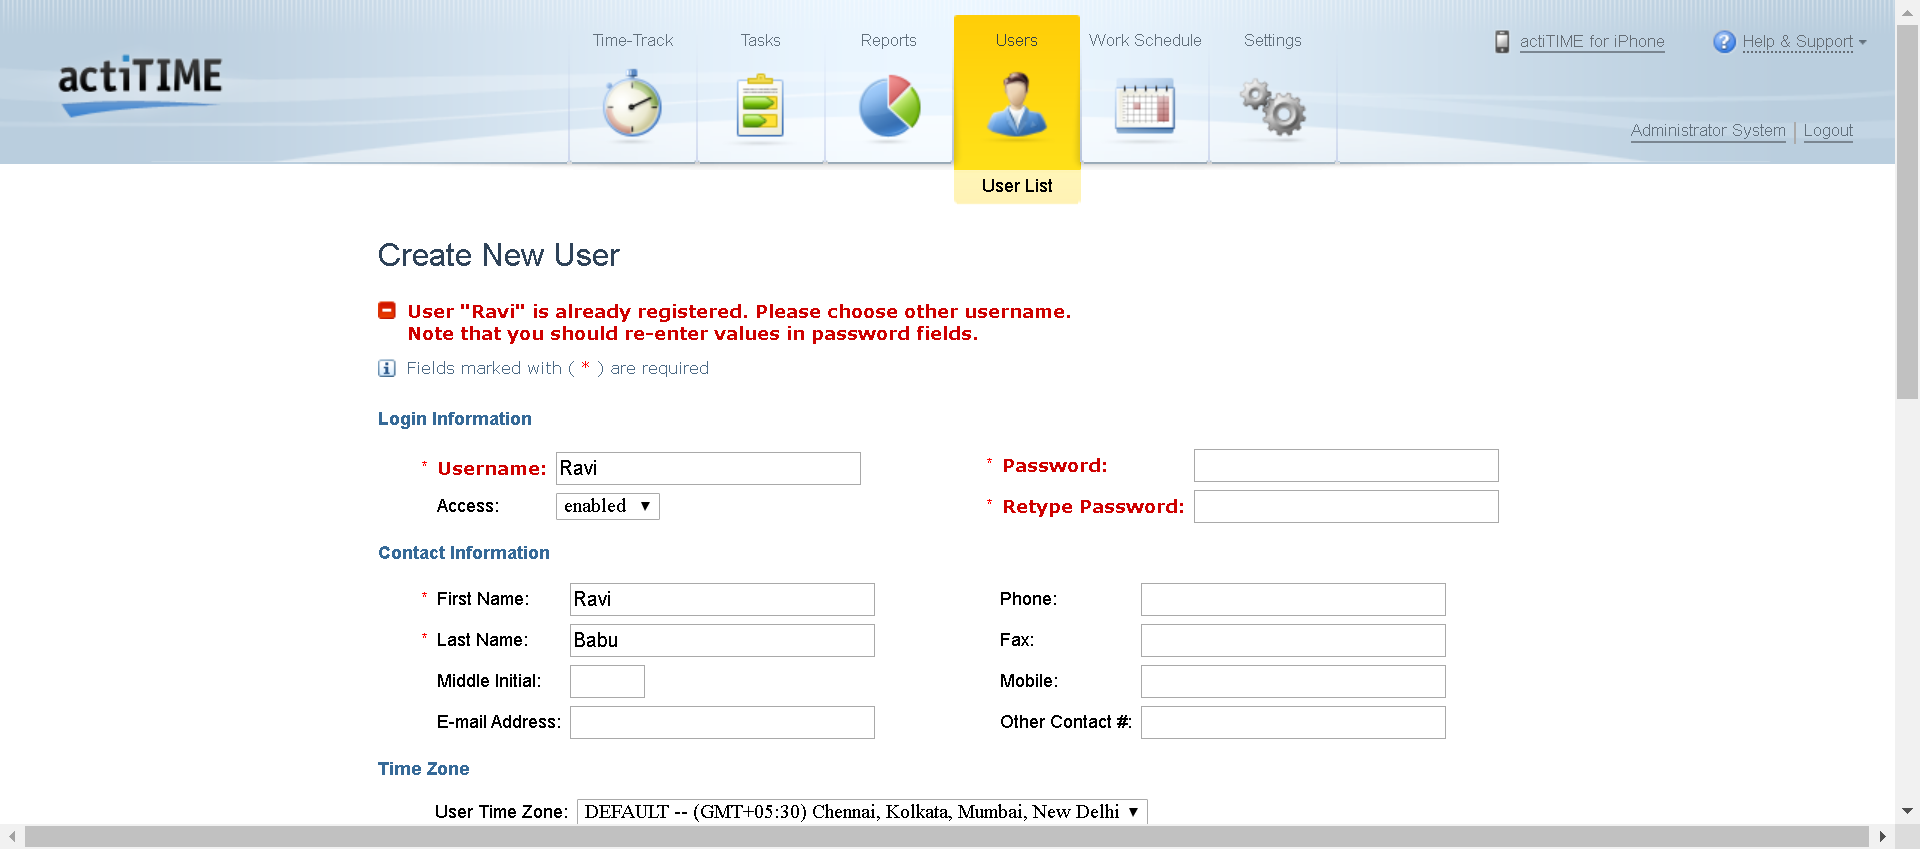 actiTIME
Time-Track
Tasks
Reports
Users
Work Schedule
Settings
actiTIME for iPhone
? Help & Support
Administrator System | Logout
User List
Create New User
User "Ravi" is already registered. Please choose other username.
Note that you should re-enter values in password fields.
i Fields marked with ( * ) are required
Login Information
* Username: Ravi
* Password:
Access: enabled
* Retype Password:
Contact Information
* First Name: Ravi
Phone:
* Last Name: Babu
Fax:
Middle Initial:
Mobile:
E-mail Address:
Other Contact #:
Time Zone
User Time Zone: DEFAULT -- (GMT+05:30) Chennai, Kolkata, Mumbai, New Delhi